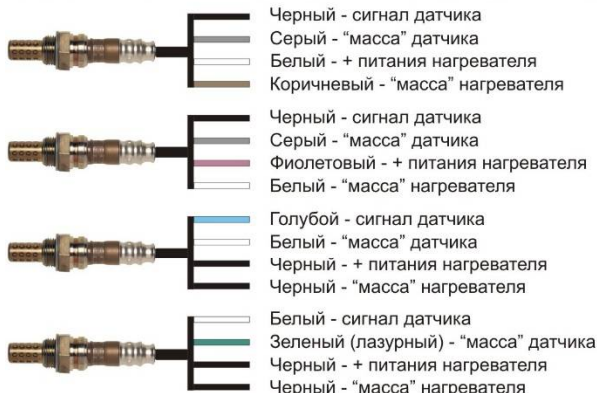 Черный - сигнал датчика
Серый - “масса” датчика
Белый - + питания нагревателя
Коричневый - “масса” нагревателя
Черный - сигнал датчика
Серый - “масса” датчика
Фиолетовый - + питания нагревателя
Белый - “масса” нагревателя
Голубой - сигнал датчика
Белый - “масса” датчика
Черный - + питания нагревателя
Черный - “масса” нагревателя
Белый - сигнал датчика
Зеленый (лазурный) - “масса” датчика
Черный - + питания нагревателя
Черный - “масса” нагревателя